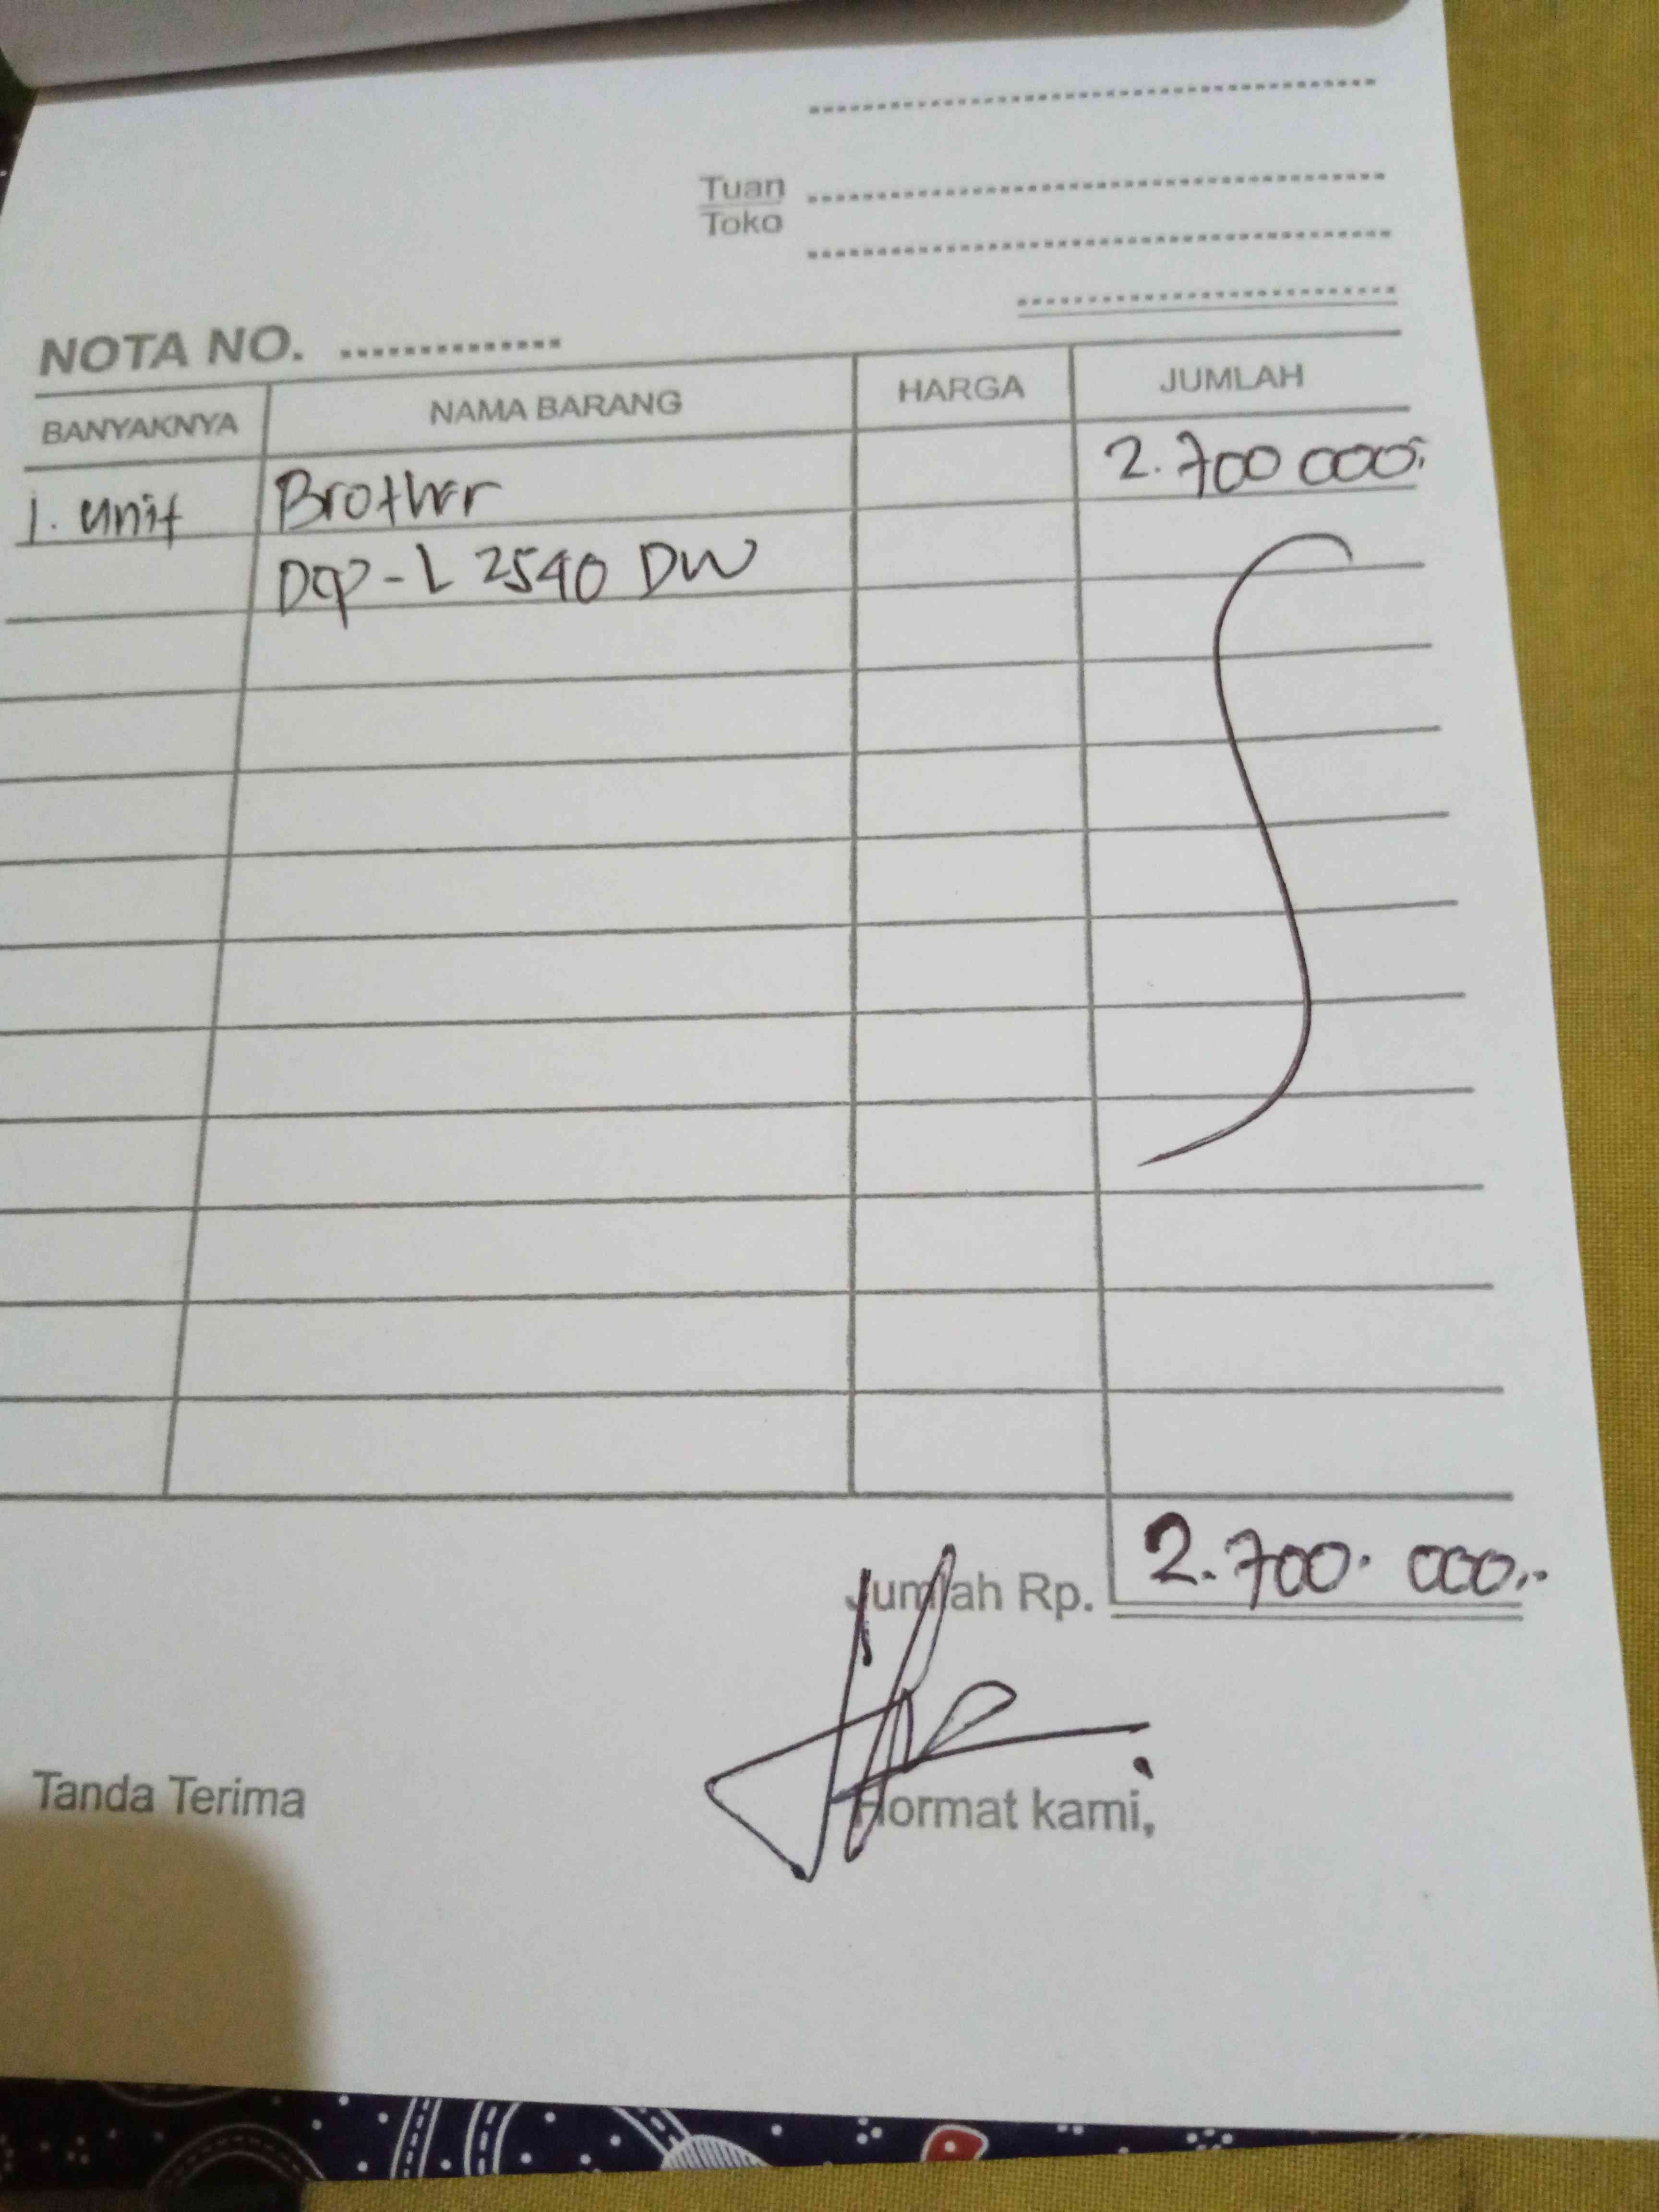 Tuan
Toko
NOTA NO.
BANYAKNYA NAMA BARANG HARGA JUMLAH
1. unit Brother 2.700 000,-
DCP-L 2540 DW
Jumlah Rp. 2.700. 000,-
Tanda Terima Hormat kami,